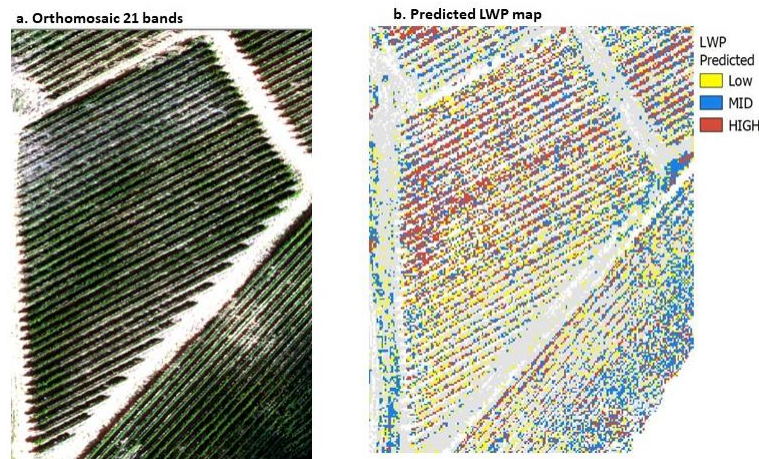 a. Orthomosaic 21 bands
b. Predicted LWP map
LWP
Predicted
Low
MID
HIGH